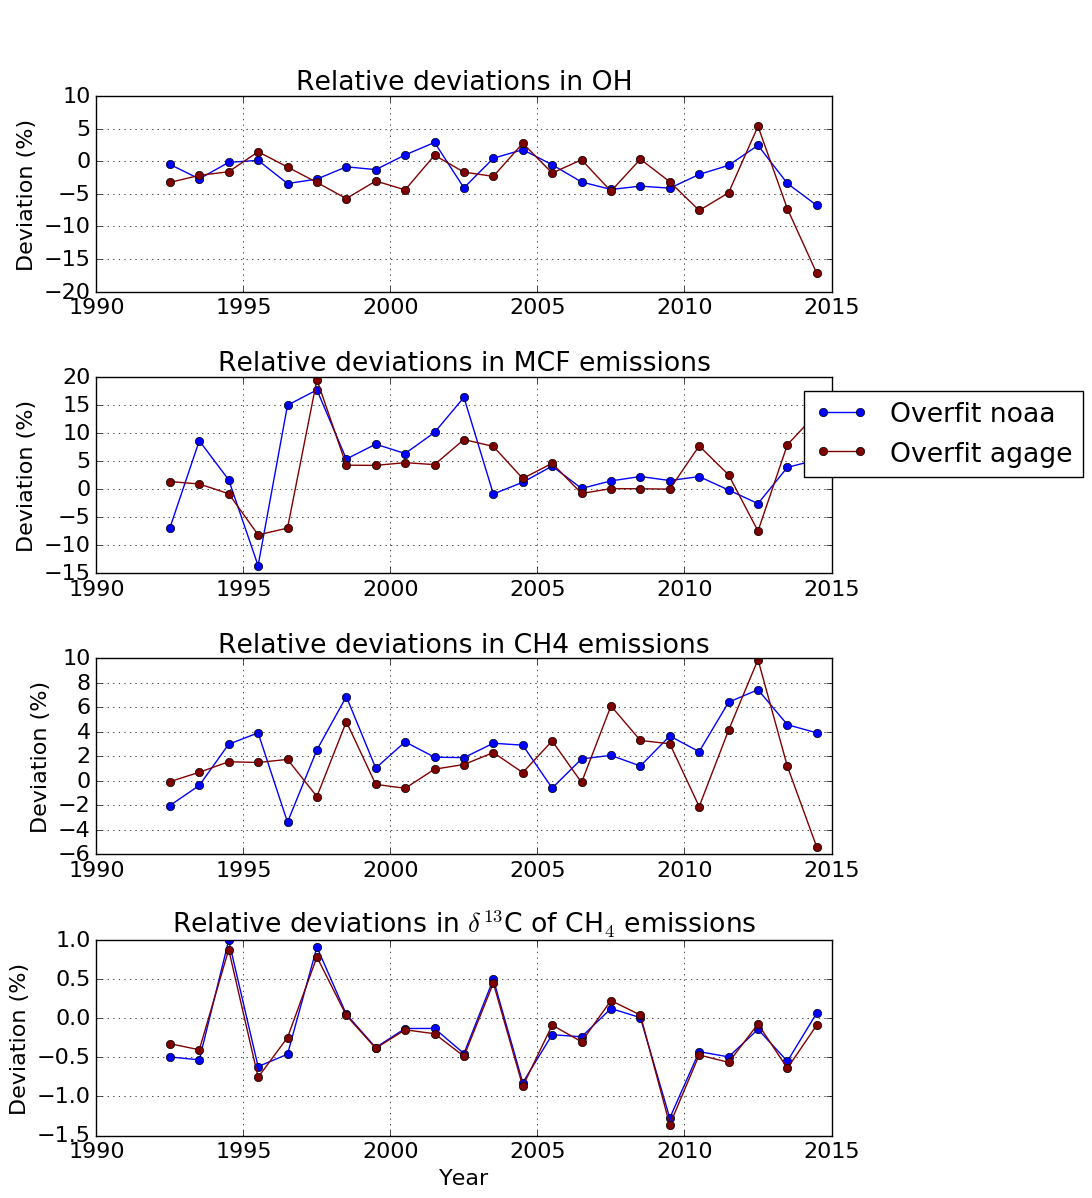 Relative deviations in OH
Deviation (%)
10
5
0
−5
−10
−15
−20
1990 1995 2000 2005 2010 2015
Relative deviations in MCF emissions
Deviation (%)
20
15
10
5
0
−5
−10
−15
1990 1995 2000 2005 2010 2015
Overfit noaa
Overfit agage
Relative deviations in CH4 emissions
Deviation (%)
10
8
6
4
2
0
−2
−4
−6
1990 1995 2000 2005 2010 2015
Relative deviations in δ¹³C of CH₄ emissions
Deviation (%)
1.0
0.5
0.0
−0.5
−1.0
−1.5
1990 1995 2000 2005 2010 2015
Year